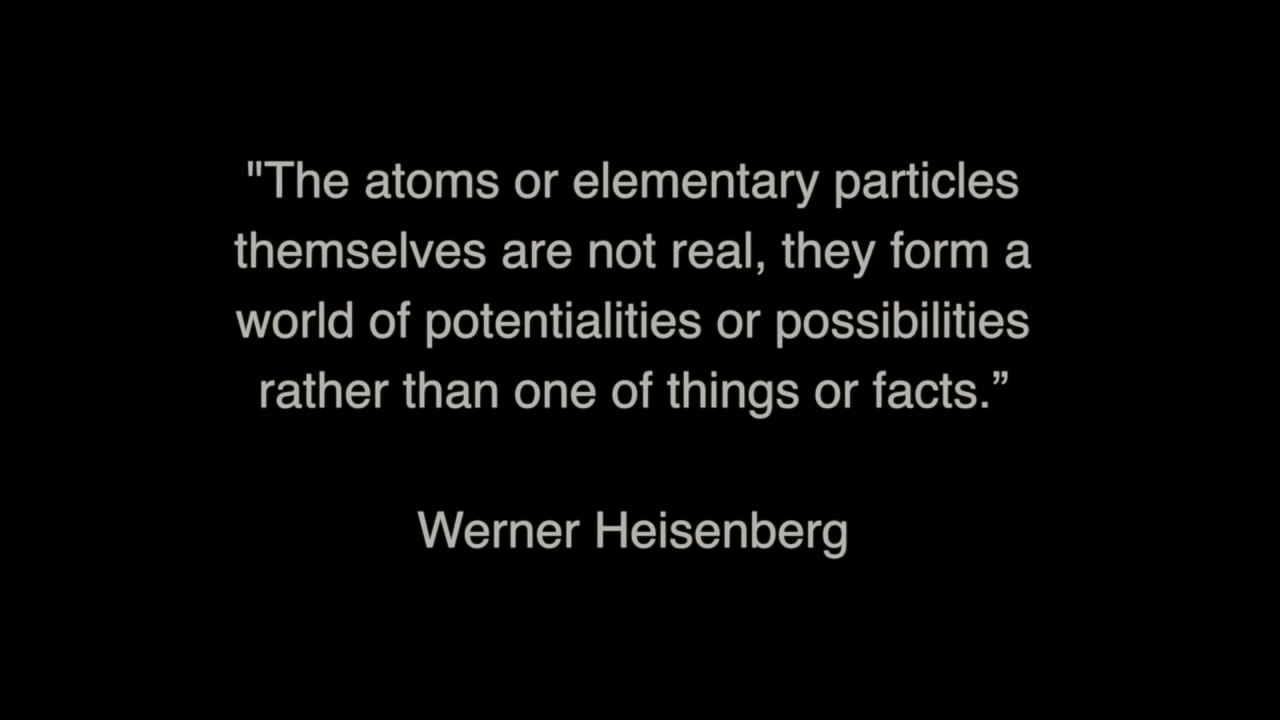 "The atoms or elementary particles
themselves are not real, they form a
world of potentialities or possibilities
rather than one of things or facts.”
Werner Heisenberg